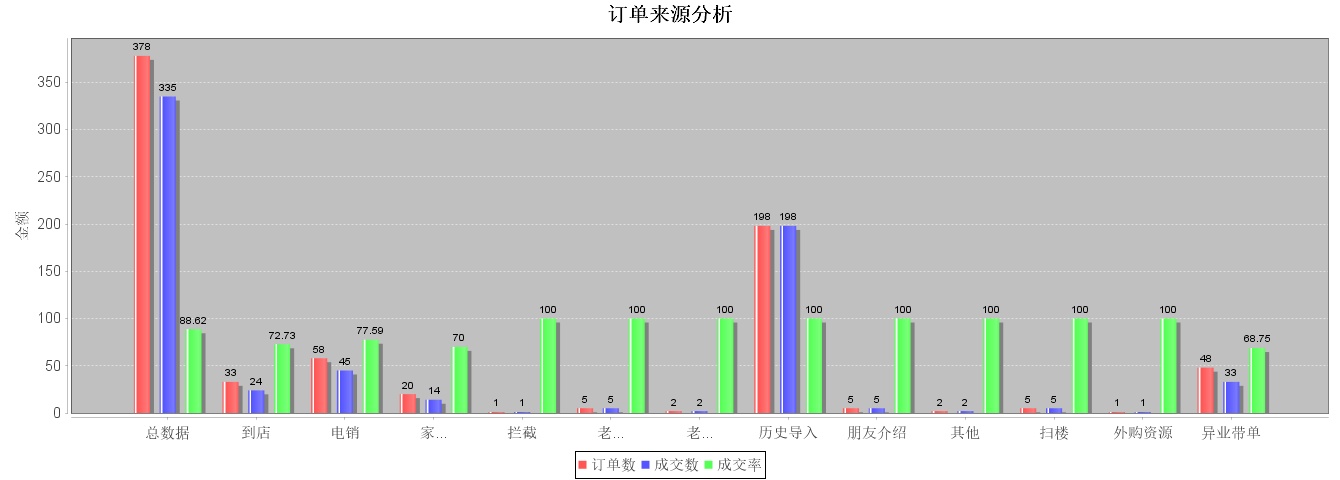 订单来源分析
金额
350
300
250
200
150
100
50
0
378 335 88.62
33 24 72.73
58 45 77.59
20 14 70
1 1 100
5 5 100
2 2 100
198 198 100
5 5 100
2 2 100
5 5 100
1 1 100
48 33 68.75
总数据 到店 电销 家... 拦截 老... 老... 历史导入 朋友介绍 其他 扫楼 外购资源 异业带单
订单数 成交数 成交率